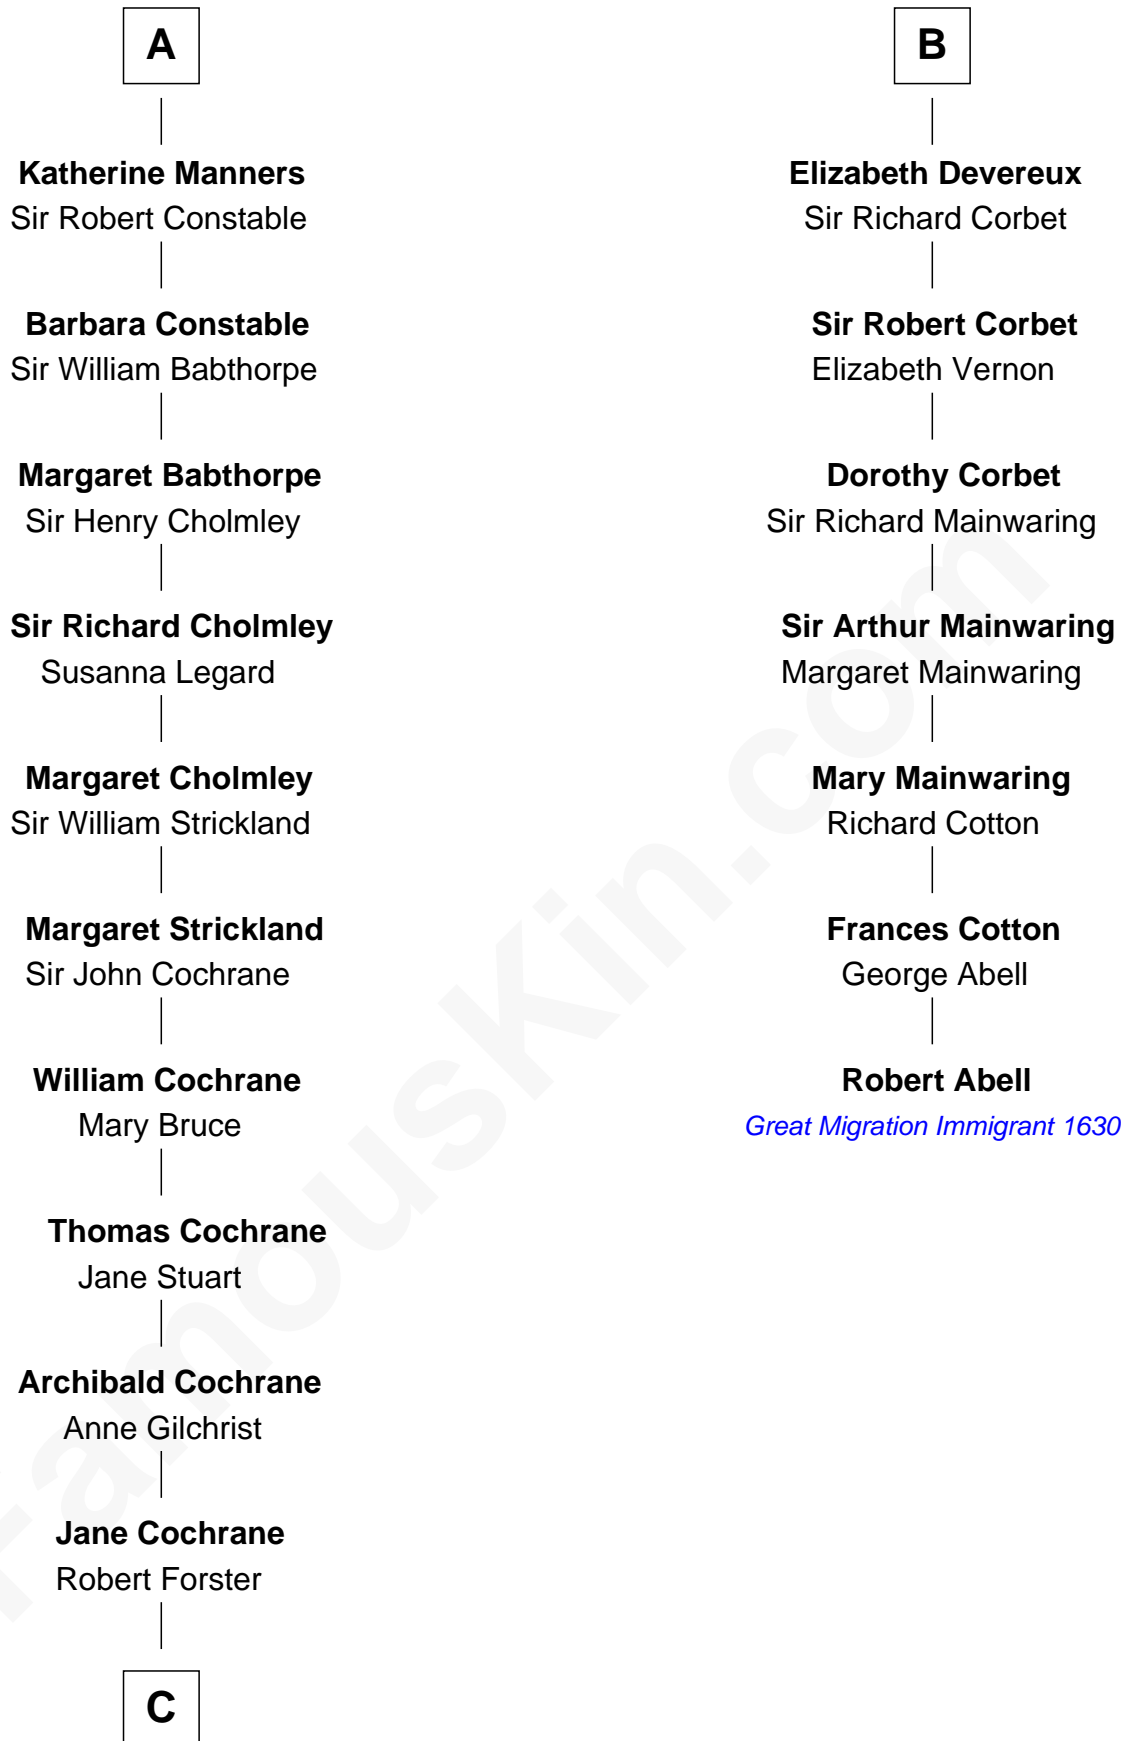 A
Katherine Manners
Sir Robert Constable
Barbara Constable
Sir William Babthorpe
Margaret Babthorpe
Sir Henry Cholmley
Sir Richard Cholmley
Susanna Legard
Margaret Cholmley
Sir William Strickland
Margaret Strickland
Sir John Cochrane
William Cochrane
Mary Bruce
Thomas Cochrane
Jane Stuart
Archibald Cochrane
Anne Gilchrist
Jane Cochrane
Robert Forster
C
B
Elizabeth Devereux
Sir Richard Corbet
Sir Robert Corbet
Elizabeth Vernon
Dorothy Corbet
Sir Richard Mainwaring
Sir Arthur Mainwaring
Margaret Mainwaring
Mary Mainwaring
Richard Cotton
Frances Cotton
George Abell
Robert Abell
Great Migration Immigrant 1630
FamousKin.com